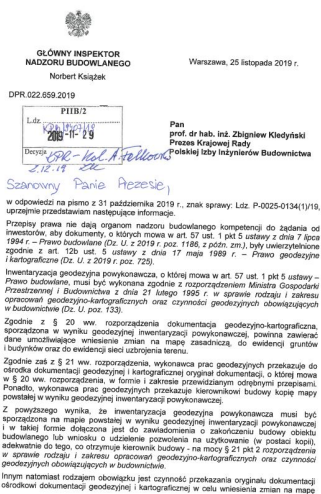 GŁÓWNY INSPEKTOR
NADZORU BUDOWLANEGO
Norbert Książek
Warszawa, 25 listopada 2019 r.
DPR.022.659.2019
PIIB/2
L.dz.
2019 -11- 2 9
Decyzja
2.12.19
Pan
prof. dr hab. inż. Zbigniew Kledyński
Prezes Krajowej Rady
Polskiej Izby Inżynierów Budownictwa
Szanowny Panie Prezesie,
w odpowiedzi na pismo z 31 października 2019 r., znak sprawy: Ldz. P-0025-0134(1)/19,
uprzejmie przedstawiam następujące informacje.
Przepisy prawa nie dają organom nadzoru budowlanego kompetencji do żądania od
inwestorów, aby dokumenty, o których mowa w art. 57 ust. 1 pkt 5 ustawy z dnia 7 lipca
1994 r. – Prawo budowlane (Dz. U. z 2019 r. poz. 1186, z późn. zm.), były uwierzytelnione
zgodnie z art. 12b ust. 5 ustawy z dnia 17 maja 1989 r. – Prawo geodezyjne
i kartograficzne (Dz. U. z 2019 r. poz. 725).
Inwentaryzacja geodezyjna powykonawcza, o której mowa w art. 57 ust. 1 pkt 5 ustawy –
Prawo budowlane, musi być wykonana zgodnie z rozporządzeniem Ministra Gospodarki
Przestrzennej i Budownictwa z dnia 21 lutego 1995 r. w sprawie rodzaju i zakresu
opracowań geodezyjno-kartograficznych oraz czynności geodezyjnych obowiązujących
w budownictwie (Dz. U. poz. 133).
Zgodnie z § 20 ww. rozporządzenia dokumentacja geodezyjno-kartograficzna,
sporządzona w wyniku geodezyjnej inwentaryzacji powykonawczej, powinna zawierać
dane umożliwiające wniesienie zmian na mapę zasadniczą, do ewidencji gruntów
i budynków oraz do ewidencji sieci uzbrojenia terenu.
Zgodnie zaś z § 21 ww. rozporządzenia, wykonawca prac geodezyjnych przekazuje do
ośrodka dokumentacji geodezyjnej i kartograficznej oryginał dokumentacji, o której mowa
w § 20 ww. rozporządzenia, w formie i zakresie przewidzianym odrębnymi przepisami.
Ponadto, wykonawca prac geodezyjnych przekazuje kierownikowi budowy kopię mapy
powstałej w wyniku geodezyjnej inwentaryzacji powykonawczej.
Z powyższego wynika, że inwentaryzacja geodezyjna powykonawcza musi być
sporządzona na mapie powstałej w wyniku geodezyjnej inwentaryzacji powykonawczej
i w takiej formie dołączona jest do zawiadomienia o zakończeniu budowy obiektu
budowlanego lub wniosku o udzielenie pozwolenia na użytkowanie (w postaci kopii),
adekwatnie do tego, co otrzymuje kierownik budowy - na mocy § 21 pkt 2 rozporządzenia
w sprawie rodzaju i zakresu opracowań geodezyjno-kartograficznych oraz czynności
geodezyjnych obowiązujących w budownictwie.
Innym natomiast rodzajem obowiązku jest czynność przekazania oryginału dokumentacji
ośrodkowi dokumentacji geodezyjnej i kartograficznej w celu wniesienia zmian na mapę